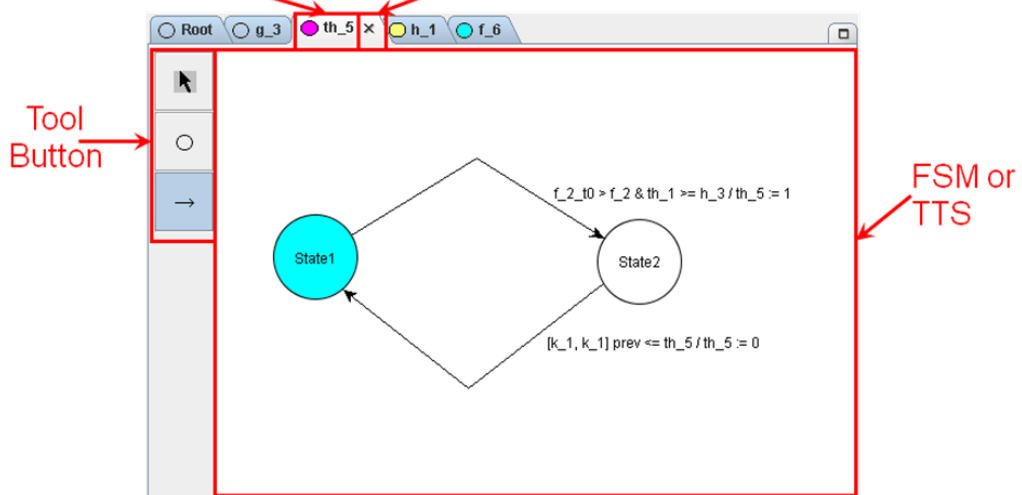 Root g_3 th_5 × h_1 f_6
Tool
Button
f_2_t0 > f_2 & th_1 >= h_3 / th_5 := 1
FSM or
TTS
State1
State2
[k_1, k_1] prev <= th_5 / th_5 := 0